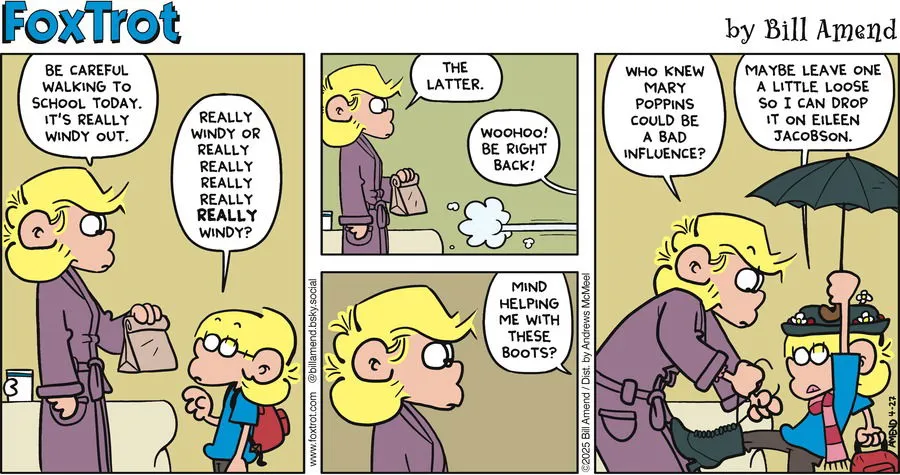 FOXTROT
by Bill Amend
BE CAREFUL
WALKING TO
SCHOOL TODAY.
IT'S REALLY
WINDY OUT.
REALLY
WINDY OR
REALLY
REALLY
REALLY
REALLY
REALLY
WINDY?
THE
LATTER.
WOOHOO!
BE RIGHT
BACK!
MIND
HELPING
ME WITH
THESE
BOOTS?
WHO KNEW
MARY
POPPINS
COULD BE
A BAD
INFLUENCE?
MAYBE LEAVE ONE
A LITTLE LOOSE
SO I CAN DROP
IT ON EILEEN
JACOBSON.
www.foxtrot.com @billamend.bsky.social
©2025 Bill Amend / Dist. by Andrews McMeel
AMEND 4-27